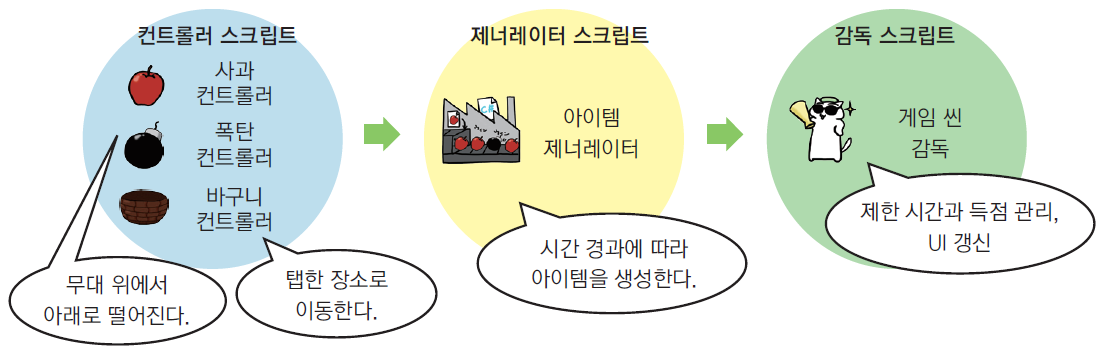 컨트롤러 스크립트
사과
컨트롤러
폭탄
컨트롤러
바구니
컨트롤러
무대 위에서
아래로 떨어진다.
탭한 장소로
이동한다.
제너레이터 스크립트
아이템
제너레이터
시간 경과에 따라
아이템을 생성한다.
감독 스크립트
게임 씬
감독
제한 시간과 득점 관리,
UI 갱신